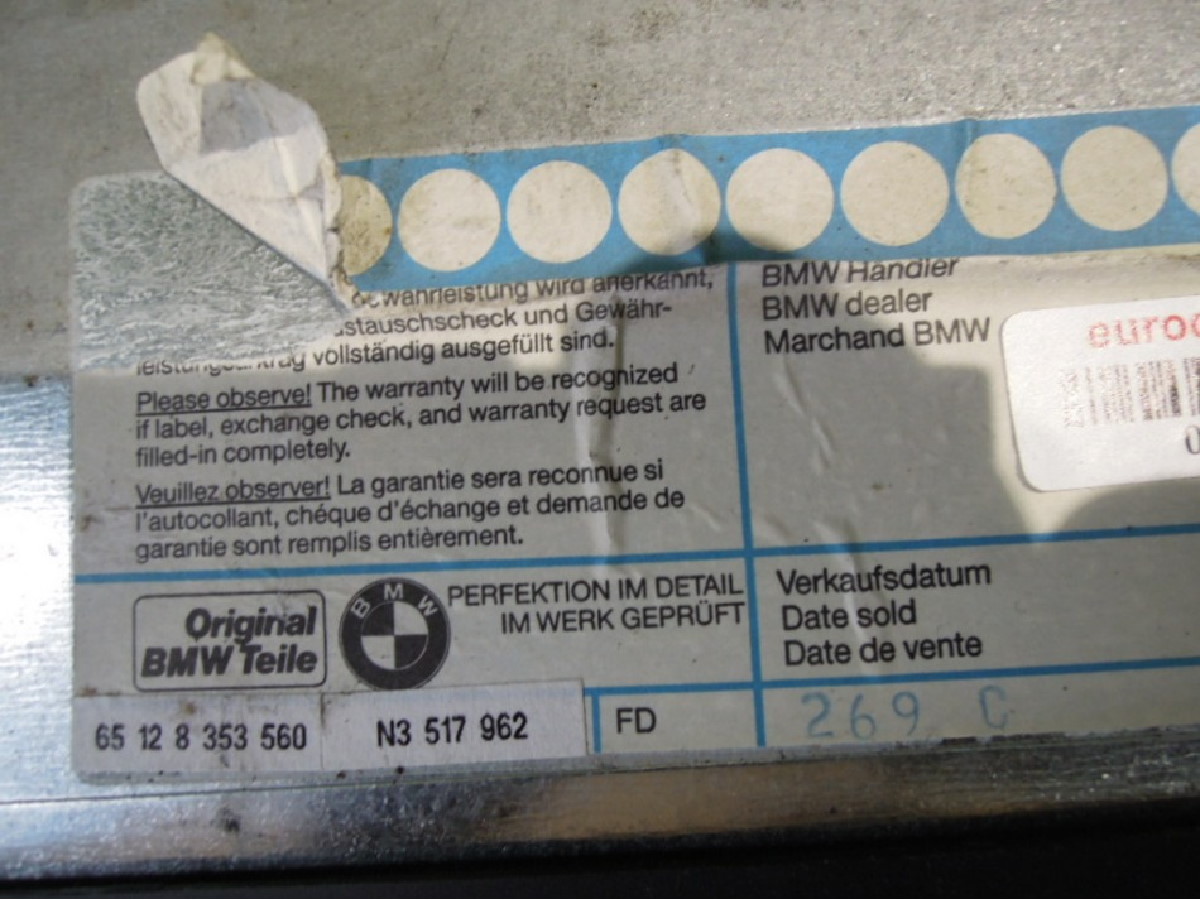 wird anerkannt,
und Gewähr-
vollständig ausgefüllt sind.
Please observe! The warranty will be recognized
if label, exchange check, and warranty request are
filled-in completely.
Veuillez observer! La garantie sera reconnue si
l'autocollant, chéque d'échange et demande de
garantie sont remplis entièrement.
BMW Händler
BMW dealer
Marchand BMW
Original
BMW Teile
BMW
PERFEKTION IM DETAIL
IM WERK GEPRÜFT
Verkaufsdatum
Date sold
Date de vente
65 12 8 353 560
N3 517 962
FD
269 C